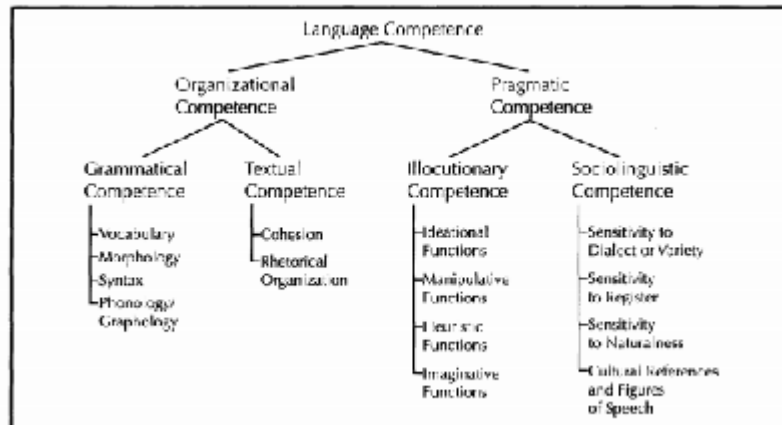 Language Competence
Organizational
Competence
Pragmatic
Competence
Grammatical
Competence
Textual
Competence
Illocutionary
Competence
Sociolinguistic
Competence
Vocabulary
Morphology
Syntax
Phonology/
Graphology
Cohesion
Rhetorical
Organization
Ideational
Functions
Manipulative
Functions
Heuristic
Functions
Imaginative
Functions
Sensitivity to
Dialect or Variety
Sensitivity
to Register
Sensitivity
to Naturalness
Cultural References
and Figures
of Speech